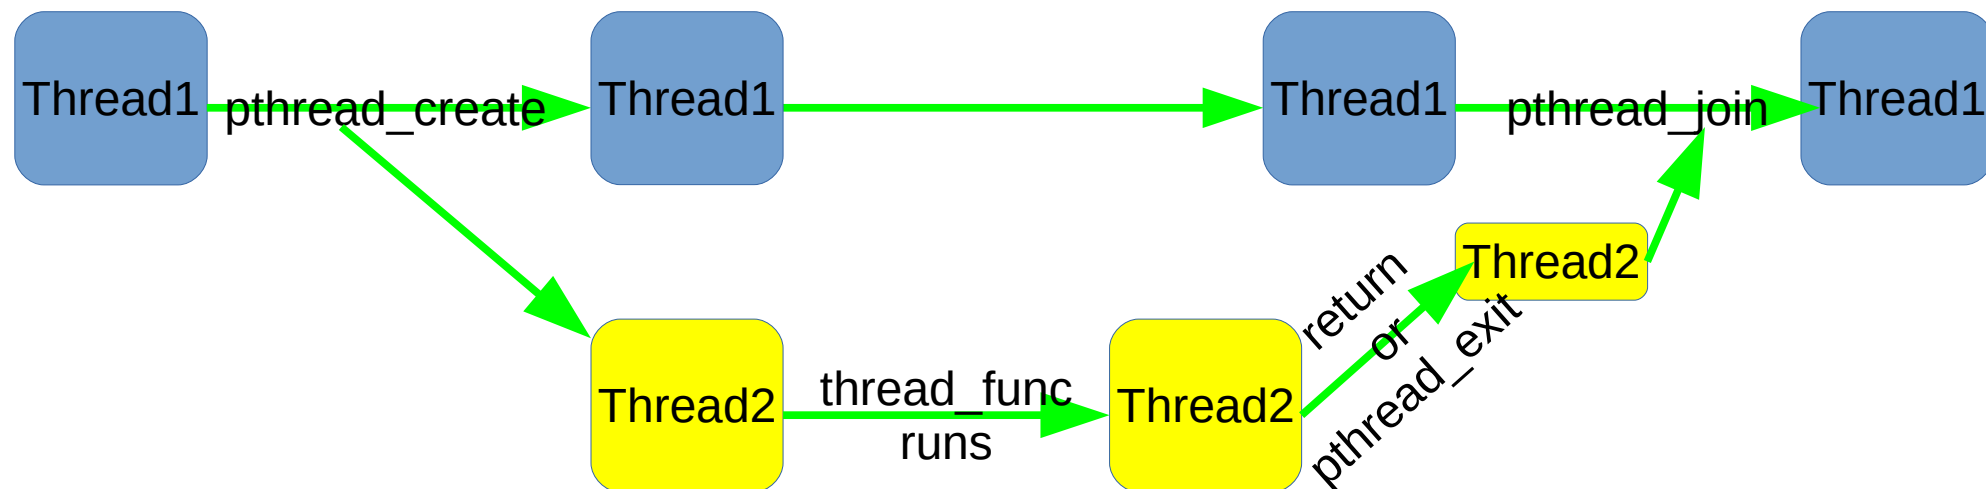 Thread1
pthread_create
Thread1
Thread1
pthread_join
Thread1
Thread2
thread_func
runs
Thread2
return
or
pthread_exit
Thread2